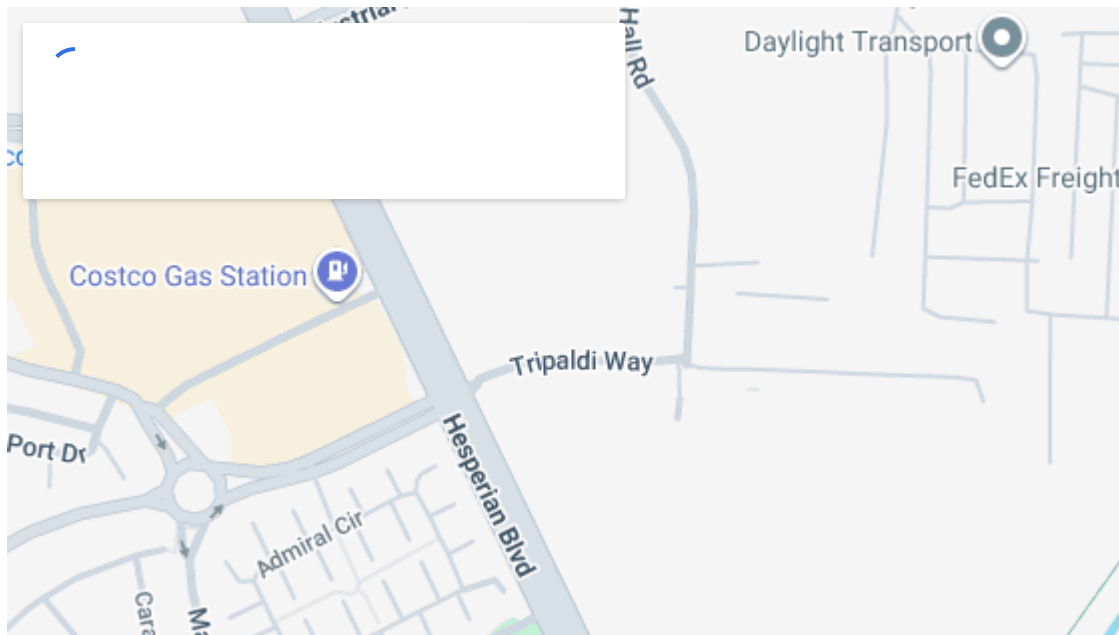 Hall Rd
Daylight Transport
FedEx Freight
Costco Gas Station
Tripaldi Way
Port Dr
Hesperian Blvd
Admiral Cir